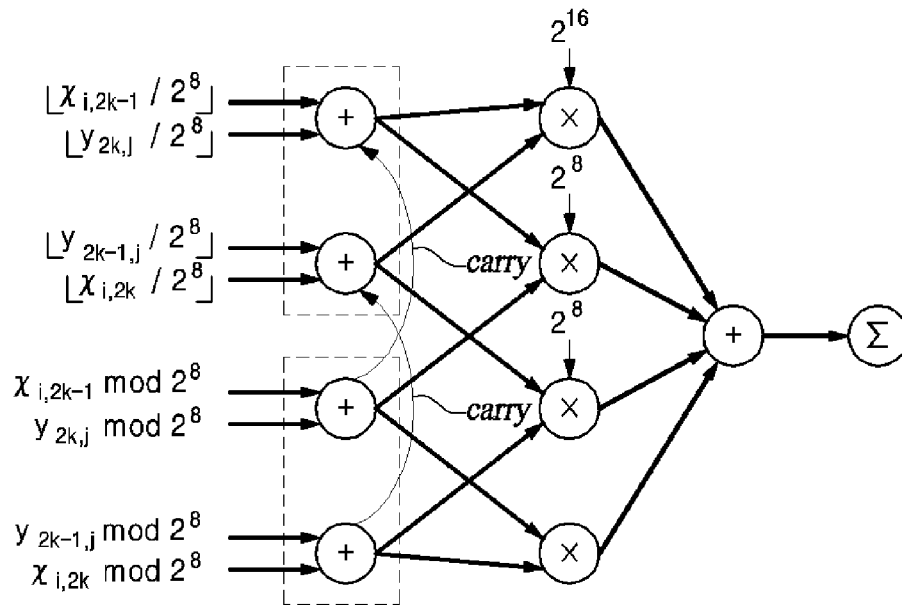 2^16
⌊χ i,2k−1 / 2^8⌋
⌊y 2k,j / 2^8⌋
+
×
2^8
⌊y 2k−1,j / 2^8⌋
⌊χ i,2k / 2^8⌋
+
carry
×
2^8
+
Σ
χ i,2k−1 mod 2^8
y 2k,j mod 2^8
+
carry
×
y 2k−1,j mod 2^8
χ i,2k mod 2^8
+
×